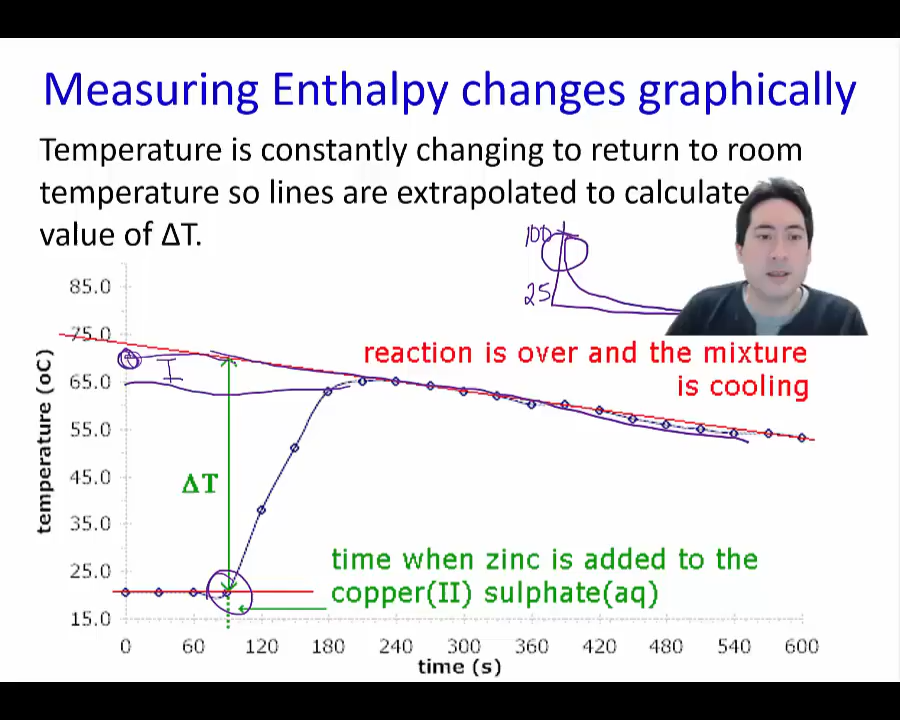 Measuring Enthalpy changes graphically
Temperature is constantly changing to return to room
temperature so lines are extrapolated to calculate
value of ΔT.
100
25
85.0
75.0
65.0
55.0
45.0
35.0
25.0
15.0
temperature (oC)
I
reaction is over and the mixture
is cooling
ΔT
time when zinc is added to the
copper(II) sulphate(aq)
0 60 120 180 240 300 360 420 480 540 600
time (s)